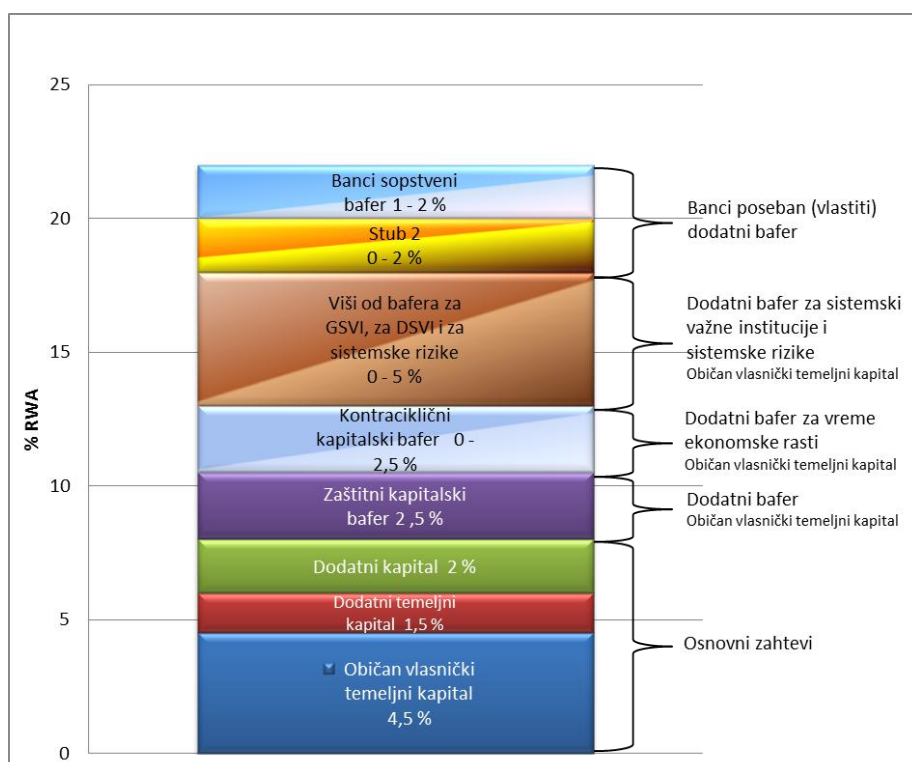 25
20
15
10
5
0
% RWA
Banci sopstveni
bafer 1 - 2 %
Stub 2
0 - 2 %
Viši od bafera za
GSVI, za DSVI i za
sistemske rizike
0 - 5 %
Kontraciklični
kapitalski bafer 0 -
2,5 %
Zaštitni kapitalski
bafer 2 ,5 %
Dodatni kapital 2 %
Dodatni temeljni
kapital 1,5 %
Običan vlasnički
temeljni kapital
4,5 %
Banci poseban (vlastiti)
dodatni bafer
Dodatni bafer za sistemski
važne institucije i
sistemske rizike
Običan vlasnički temeljni kapital
Dodatni bafer za vreme
ekonomske rasti
Običan vlasnički temeljni kapital
Dodatni bafer
Običan vlasnički temeljni kapital
Osnovni zahtevi